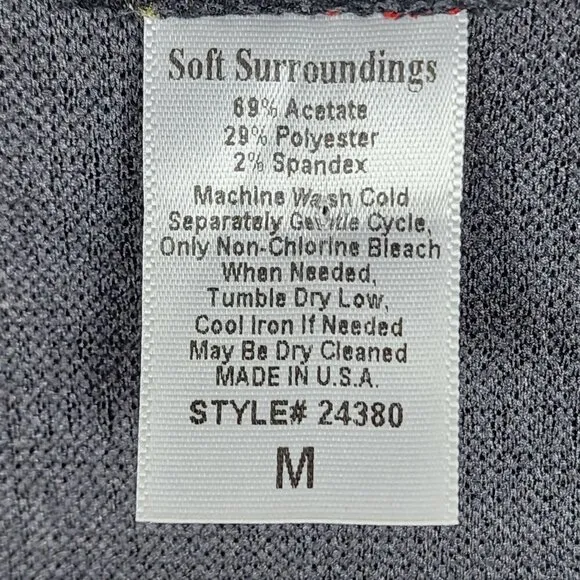 Soft Surroundings
69% Acetate
29% Polyester
2% Spandex
Machine Wash Cold
Separately Gentle Cycle,
Only Non-Chlorine Bleach
When Needed,
Tumble Dry Low,
Cool Iron If Needed
May Be Dry Cleaned
MADE IN U.S.A.
STYLE# 24380
M